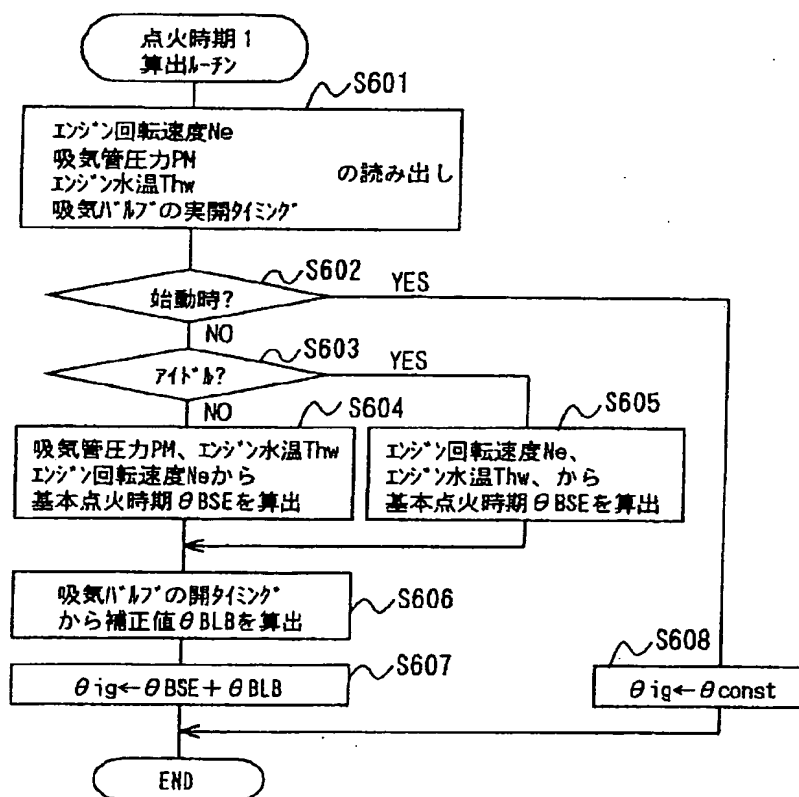 点火時期1
算出ﾙｰﾁﾝ
S601
ｴﾝｼﾞﾝ回転速度Ne
吸気管圧力PM
の読み出し
ｴﾝｼﾞﾝ水温Thw
吸気ﾊﾞﾙﾌﾞの実開ﾀｲﾐﾝｸﾞ
S602
始動時?
YES
NO
S603
ｱｲﾄﾞﾙ?
YES
NO
S604
吸気管圧力PM、ｴﾝｼﾞﾝ水温Thw
ｴﾝｼﾞﾝ回転速度Neから
基本点火時期θBSEを算出
S605
ｴﾝｼﾞﾝ回転速度Ne、
ｴﾝｼﾞﾝ水温Thw、から
基本点火時期θBSEを算出
吸気ﾊﾞﾙﾌﾞの開ﾀｲﾐﾝｸﾞ
から補正値θBLBを算出
S606
S607
θig←θBSE+θBLB
S608
θig←θconst
END